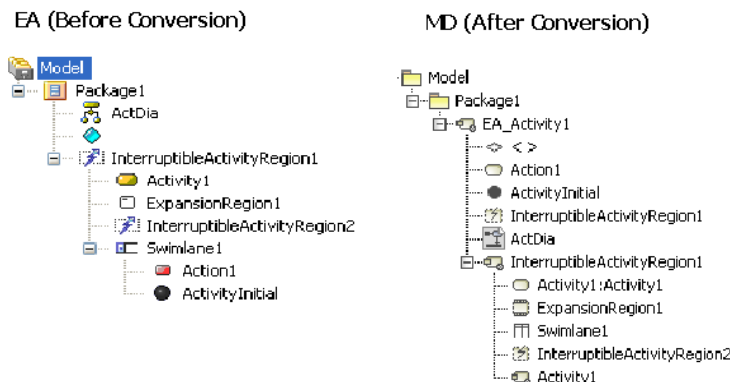 EA (Before Conversion)
Model
Package1
ActDia
InterruptibleActivityRegion1
Activity1
ExpansionRegion1
InterruptibleActivityRegion2
Swimlane1
Action1
ActivityInitial
MD (After Conversion)
Model
Package1
EA_Activity1
< >
Action1
ActivityInitial
InterruptibleActivityRegion1
ActDia
InterruptibleActivityRegion1
Activity1:Activity1
ExpansionRegion1
Swimlane1
InterruptibleActivityRegion2
Activity1